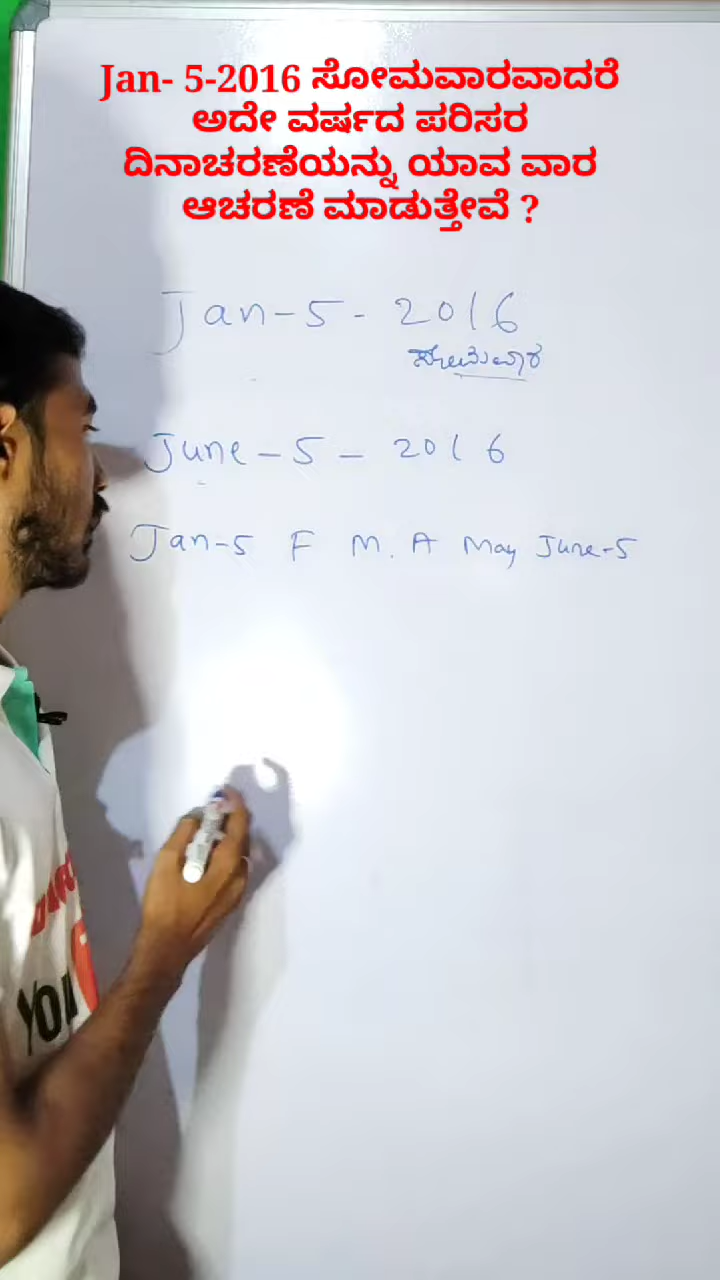 Jan- 5-2016 ಸೋಮವಾರವಾದರೆ
ಅದೇ ವರ್ಷದ ಪರಿಸರ
ದಿನಾಚರಣೆಯನ್ನು ಯಾವ ವಾರ
ಆಚರಣೆ ಮಾಡುತ್ತೇವೆ ?
Jan-5-2016
ಸೋಮವಾರ
June-5-2016
Jan-5 F M. A May June-5
YOU